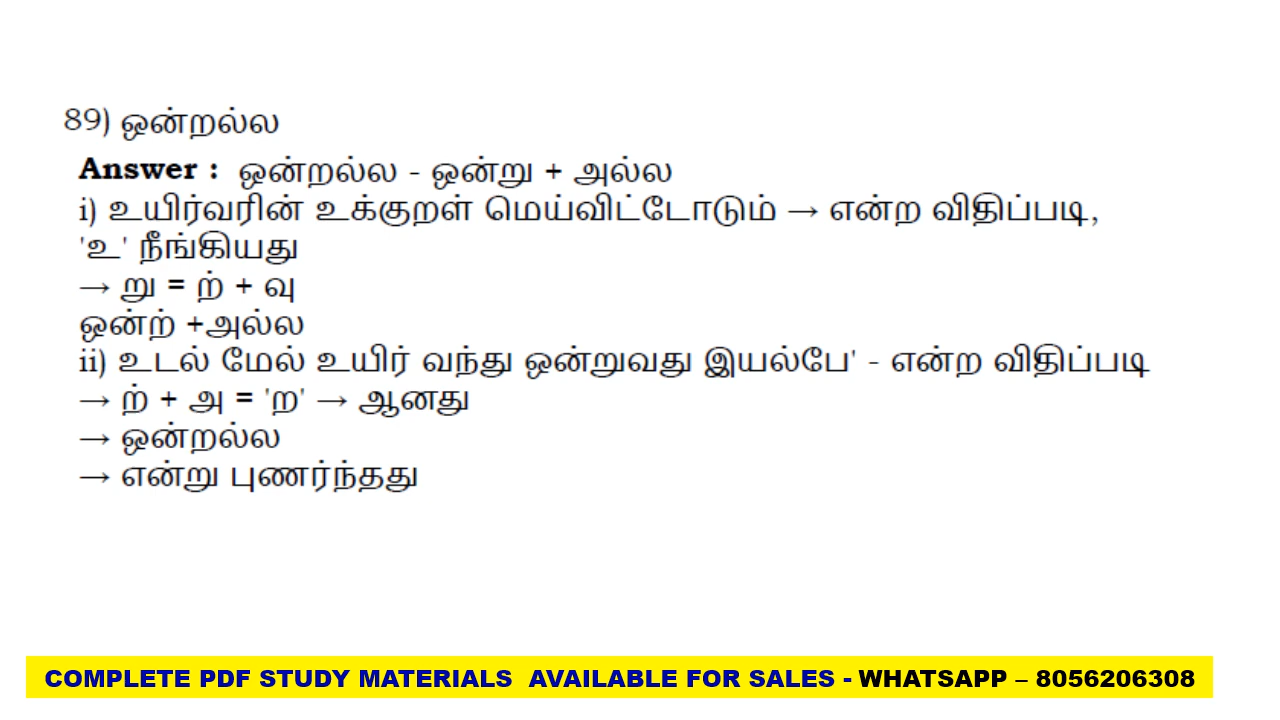 89) ஒன்றல்ல
Answer : ஒன்றல்ல - ஒன்று + அல்ல
i) உயிர்வரின் உக்குறள் மெய்விட்டோடும் → என்ற விதிப்படி,
'உ' நீங்கியது
→ று = ற் + வு
ஒன்ற் +அல்ல
ii) உடல் மேல் உயிர் வந்து ஒன்றுவது இயல்பே' - என்ற விதிப்படி
→ ற் + அ = 'ற' → ஆனது
→ ஒன்றல்ல
→ என்று புணர்ந்தது
COMPLETE PDF STUDY MATERIALS AVAILABLE FOR SALES - WHATSAPP – 8056206308